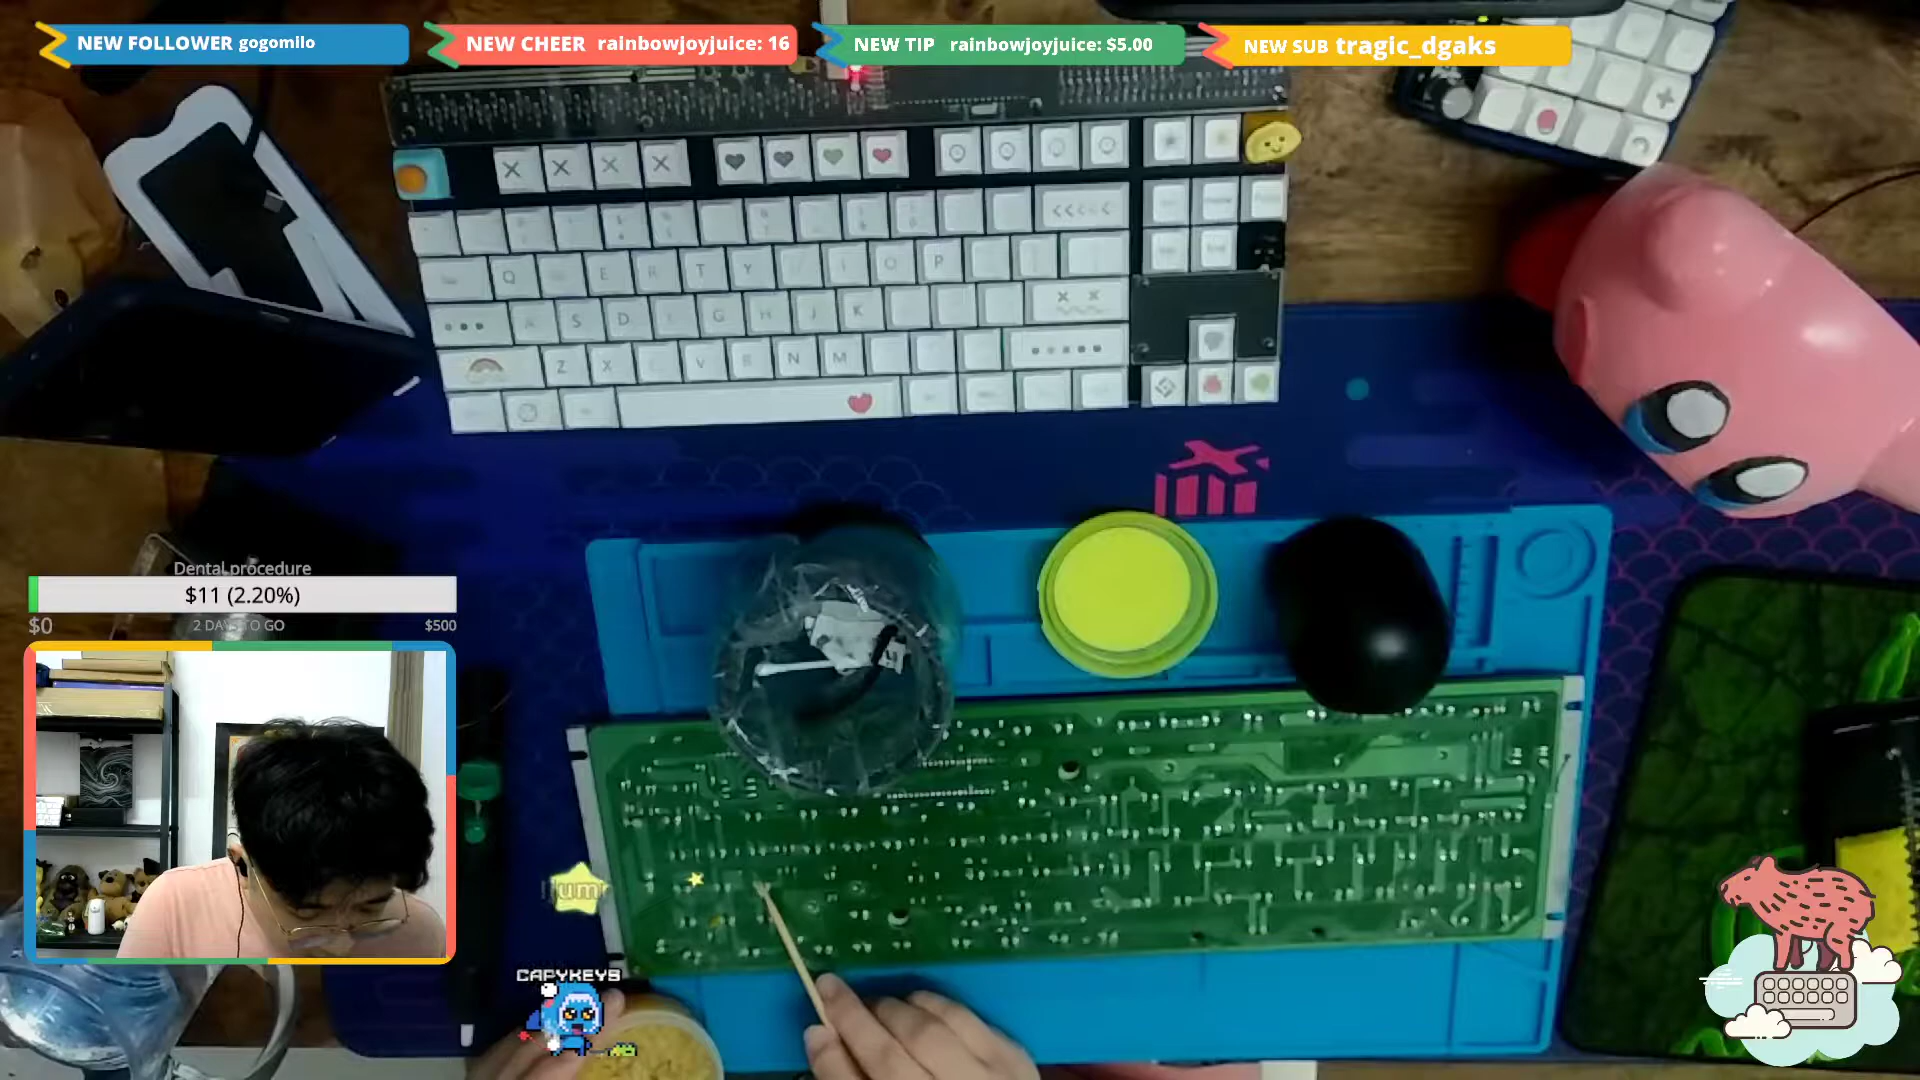 NEW FOLLOWER gogomilo
NEW CHEER rainbowjoyjuice: 16
NEW TIP rainbowjoyjuice: $5.00
NEW SUB tragic_dgaks
<<<<<
Q E R T Y I O P
A S D G H J K
Z X V B N M
Dental procedure
$11 (2.20%)
$0
2 DAYS TO GO
$500
CAPYKEYS